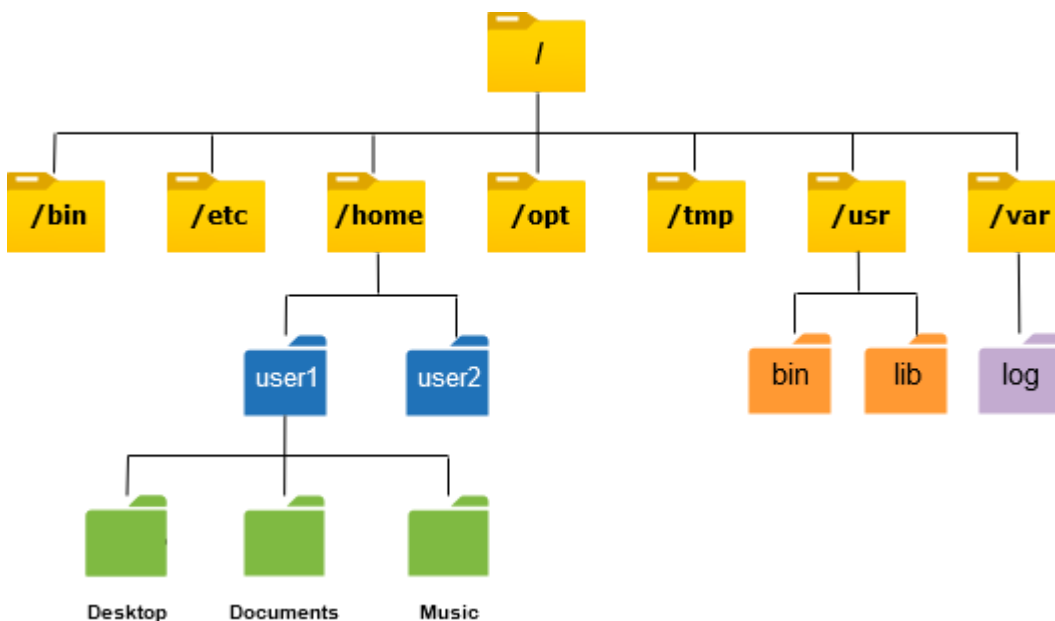 /
/bin
/etc
/home
/opt
/tmp
/usr
/var
user1
user2
bin
lib
log
Desktop
Documents
Music